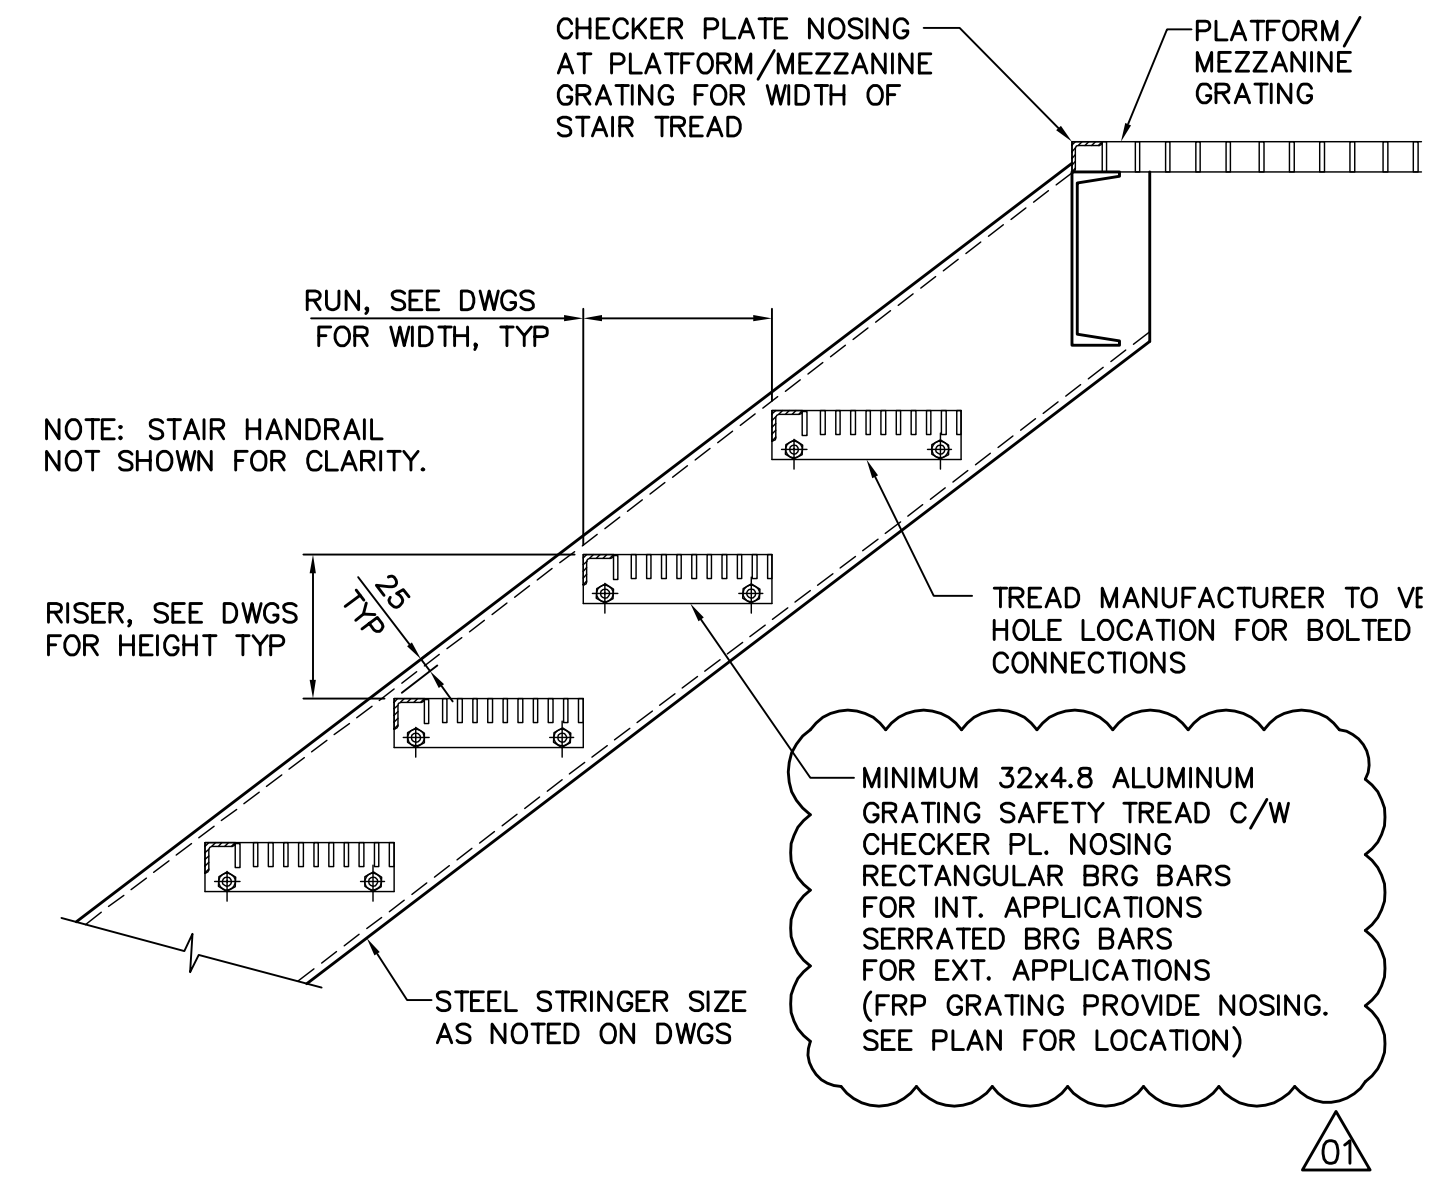 CHECKER PLATE NOSING
AT PLATFORM/MEZZANINE
GRATING FOR WIDTH OF
STAIR TREAD
PLATFORM/
MEZZANINE
GRATING
RUN, SEE DWGS
FOR WIDTH, TYP
NOTE: STAIR HANDRAIL
NOT SHOWN FOR CLARITY.
RISER, SEE DWGS
FOR HEIGHT TYP
25
TYP
TREAD MANUFACTURER TO
HOLE LOCATION FOR BOLTED
CONNECTIONS
MINIMUM 32x4.8 ALUMINUM
GRATING SAFETY TREAD C/W
CHECKER PL. NOSING
RECTANGULAR BRG BARS
FOR INT. APPLICATIONS
SERRATED BRG BARS
FOR EXT. APPLICATIONS
(FRP GRATING PROVIDE NOSING.
SEE PLAN FOR LOCATION)
STEEL STRINGER SIZE
AS NOTED ON DWGS
01